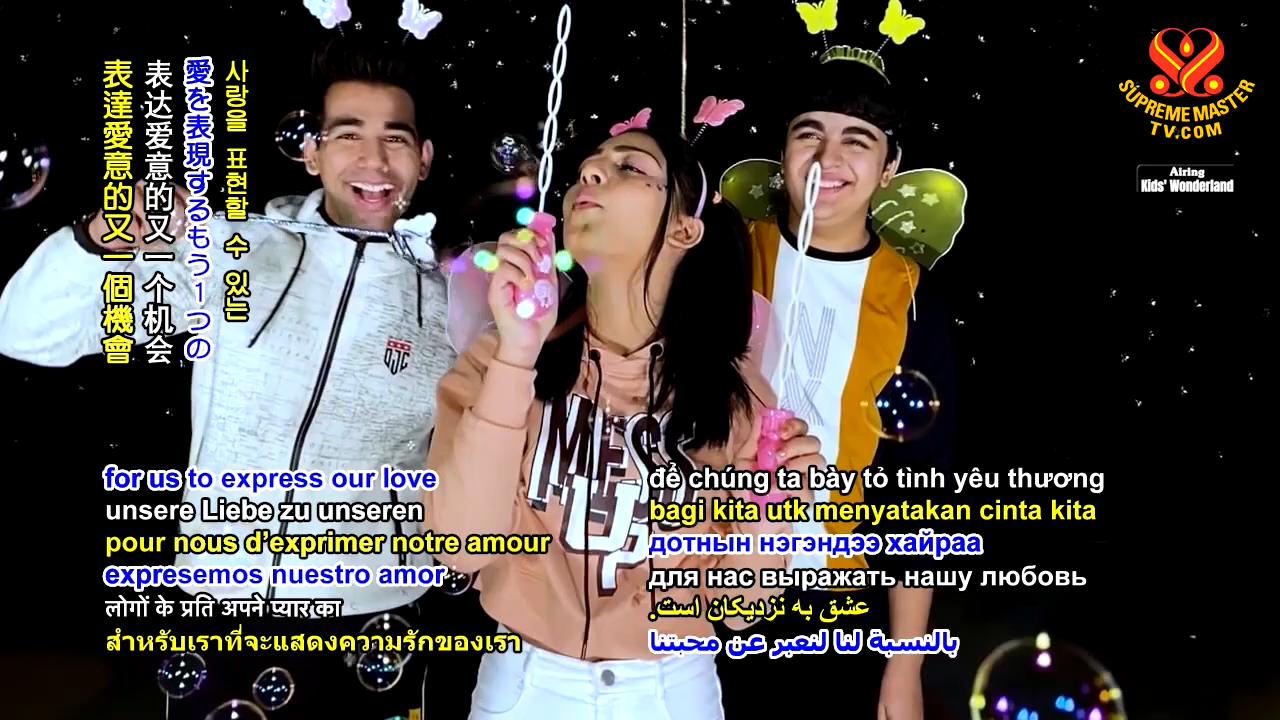 表達愛意的又一個機會
表达爱意的又一个机会
愛を表現するもう1つの
사랑을 표현할 수 있는
SUPREME MASTER
TV.COM
Airing
Kids' Wonderland
OJC
MESS
UP
for us to express our love
unsere Liebe zu unseren
pour nous d'exprimer notre amour
expresemos nuestro amor
लोगों के प्रति अपने प्यार का
สำหรับเราที่จะแสดงความรักของเรา
để chúng ta bày tỏ tình yêu thương
bagi kita utk menyatakan cinta kita
дотнын нэгэндээ хайраа
для нас выражать нашу любовь
عشق به نزدیکان است.
بالنسبة لنا لنعبر عن محبتنا